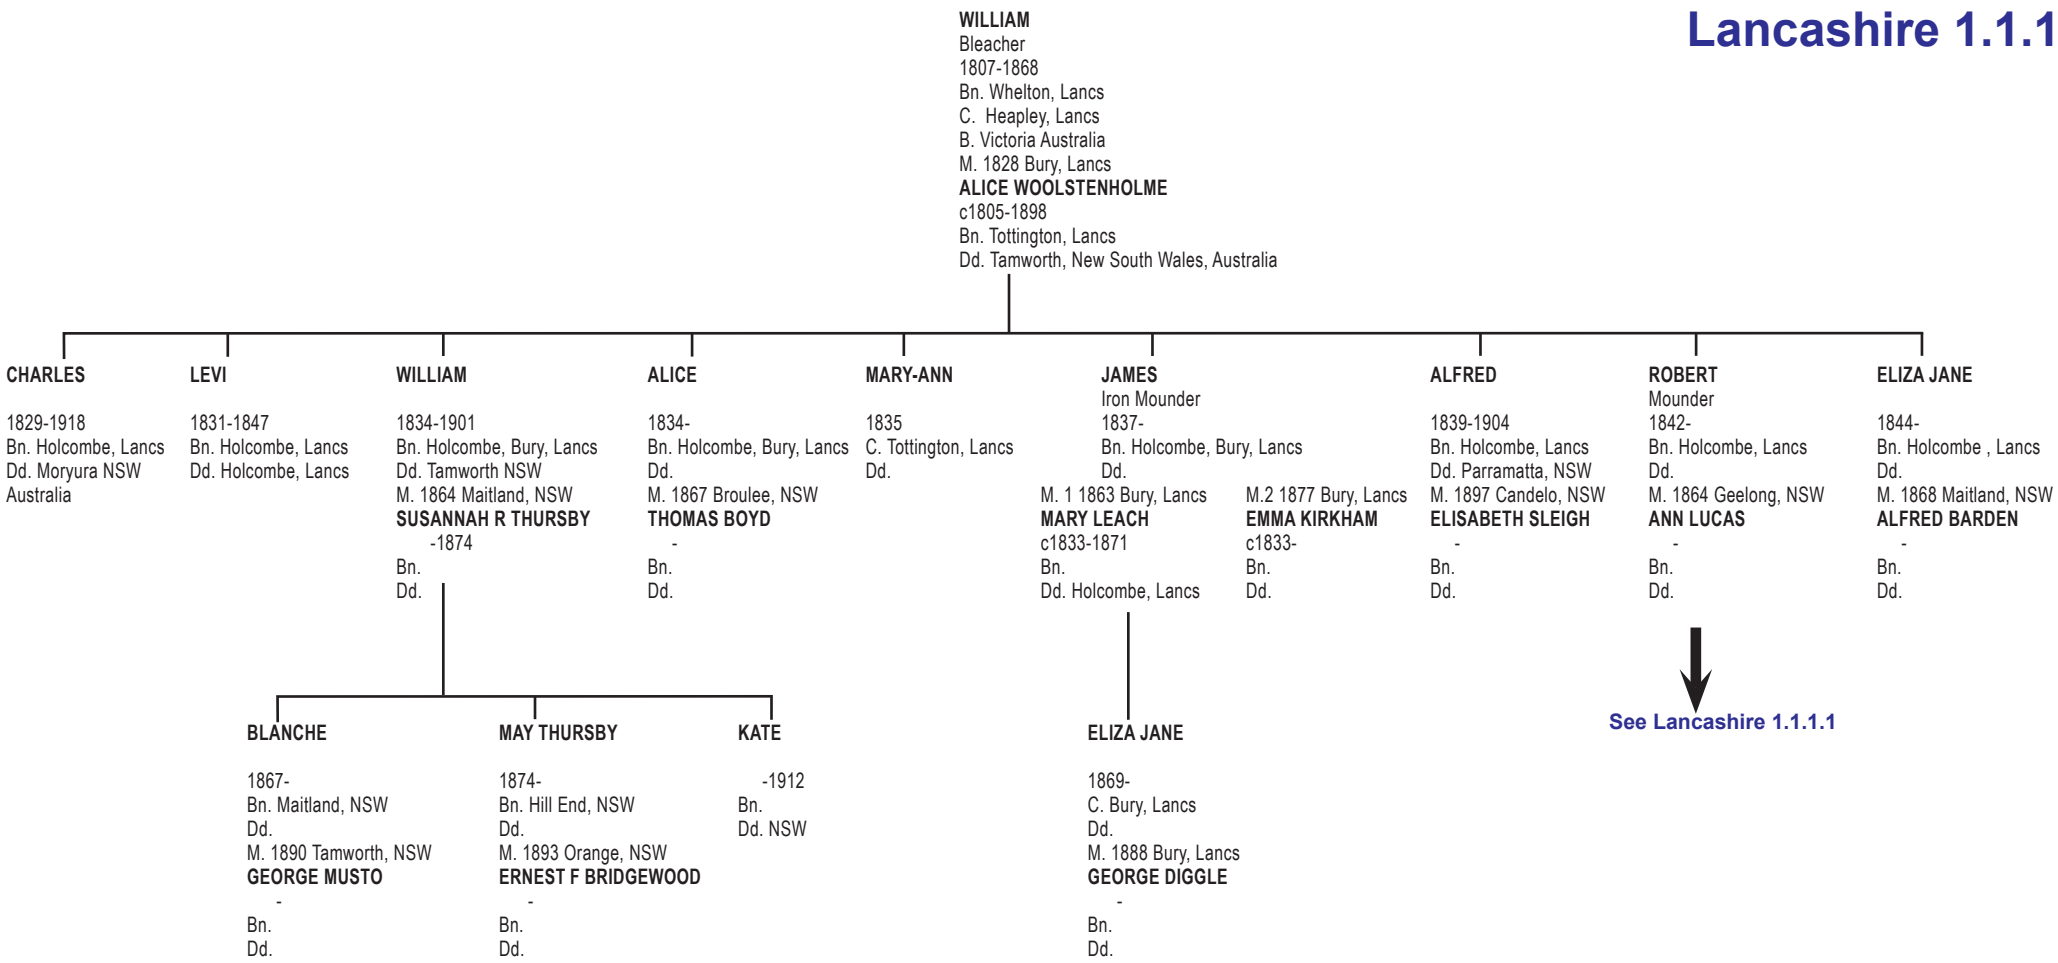 Lancashire 1.1.1
WILLIAM
Bleacher
1807-1868
Bn. Whelton, Lancs
C.  Heapley, Lancs
B. Victoria Australia
M. 1828 Bury, Lancs
ALICE WOOLSTENHOLME
c1805-1898
Bn. Tottington, Lancs
Dd. Tamworth, New South Wales, Australia
CHARLES
1829-1918
Bn. Holcombe, Lancs
Dd. Moryura NSW
Australia
LEVI
1831-1847
Bn. Holcombe, Lancs
Dd. Holcombe, Lancs
WILLIAM
1834-1901
Bn. Holcombe, Bury, Lancs
Dd. Tamworth NSW
M. 1864 Maitland, NSW
SUSANNAH R THURSBY
-1874
Bn.
Dd.
ALICE
1834-
Bn. Holcombe, Bury, Lancs
Dd.
M. 1867 Broulee, NSW
THOMAS BOYD
-
Bn.
Dd.
MARY-ANN
1835
C. Tottington, Lancs
Dd.
JAMES
Iron Mounder
1837-
Bn. Holcombe, Bury, Lancs
Dd.
M. 1 1863 Bury, Lancs
MARY LEACH
c1833-1871
Bn.
Dd. Holcombe, Lancs
M.2 1877 Bury, Lancs
EMMA KIRKHAM
c1833-
Bn.
Dd.
ALFRED
1839-1904
Bn. Holcombe, Lancs
Dd. Parramatta, NSW
M. 1897 Candelo, NSW
ELISABETH SLEIGH
-
Bn.
Dd.
ROBERT
Mounder
1842-
Bn. Holcombe, Lancs
Dd.
M. 1864 Geelong, NSW
ANN LUCAS
-
Bn.
Dd.
ELIZA JANE
1844-
Bn. Holcombe , Lancs
Dd.
M. 1868 Maitland, NSW
ALFRED BARDEN
-
Bn.
Dd.
BLANCHE
1867-
Bn. Maitland, NSW
Dd.
M. 1890 Tamworth, NSW
GEORGE MUSTO
-
Bn.
Dd.
MAY THURSBY
1874-
Bn. Hill End, NSW
Dd.
M. 1893 Orange, NSW
ERNEST F BRIDGEWOOD
-
Bn.
Dd.
KATE
-1912
Bn.
Dd. NSW
ELIZA JANE
1869-
C. Bury, Lancs
Dd.
M. 1888 Bury, Lancs
GEORGE DIGGLE
-
Bn.
Dd.
See Lancashire 1.1.1.1